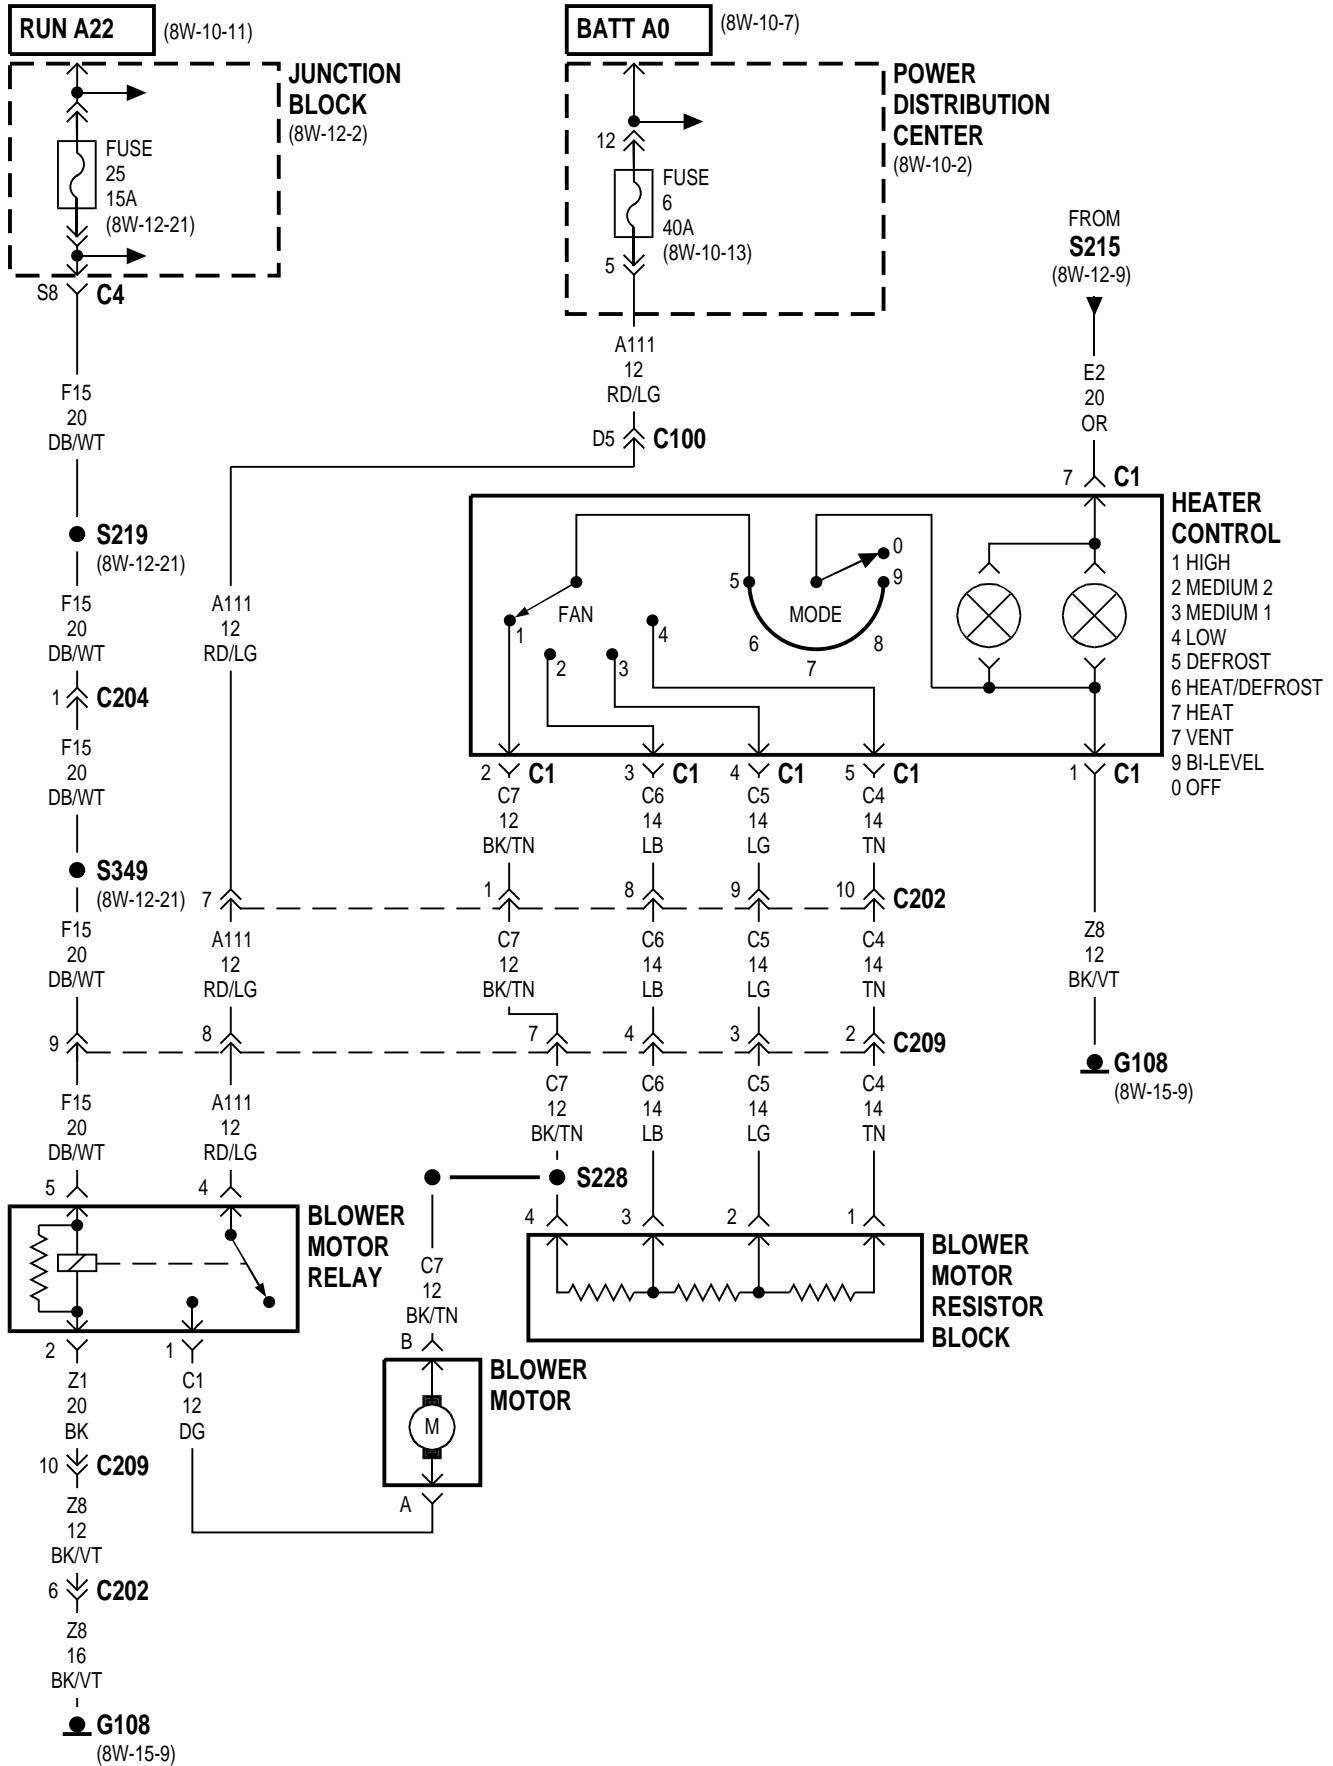 RUN A22
(8W-10-11)
BATT A0
(8W-10-7)
JUNCTION
BLOCK
(8W-12-2)
FUSE
25
15A
(8W-12-21)
S8
C4
POWER
DISTRIBUTION
CENTER
(8W-10-2)
12
FUSE
6
40A
(8W-10-13)
5
A111
12
RD/LG
D5
C100
FROM
S215
(8W-12-9)
E2
20
OR
7
C1
F15
20
DB/WT
S219
(8W-12-21)
F15
20
DB/WT
1
C204
F15
20
DB/WT
S349
(8W-12-21)
F15
20
DB/WT
9
F15
20
DB/WT
5
A111
12
RD/LG
7
A111
12
RD/LG
8
A111
12
RD/LG
4
HEATER
CONTROL
1 HIGH
2 MEDIUM 2
3 MEDIUM 1
4 LOW
5 DEFROST
6 HEAT/DEFROST
7 HEAT
7 VENT
9 BI-LEVEL
0 OFF
FAN
1
2
3
4
MODE
5
6
7
8
9
0
2
C1
3
C1
4
C1
5
C1
1
C1
C7
12
BK/TN
C6
14
LB
C5
14
LG
C4
14
TN
1
8
9
10
C202
C7
12
BK/TN
C6
14
LB
C5
14
LG
C4
14
TN
Z8
12
BK/VT
G108
(8W-15-9)
7
4
3
2
C209
C7
12
BK/TN
C6
14
LB
C5
14
LG
C4
14
TN
S228
4
3
2
1
BLOWER
MOTOR
RELAY
BLOWER
MOTOR
RESISTOR
BLOCK
C7
12
BK/TN
B
BLOWER
MOTOR
M
A
2
1
Z1
20
BK
C1
12
DG
10
C209
Z8
12
BK/VT
6
C202
Z8
16
BK/VT
G108
(8W-15-9)